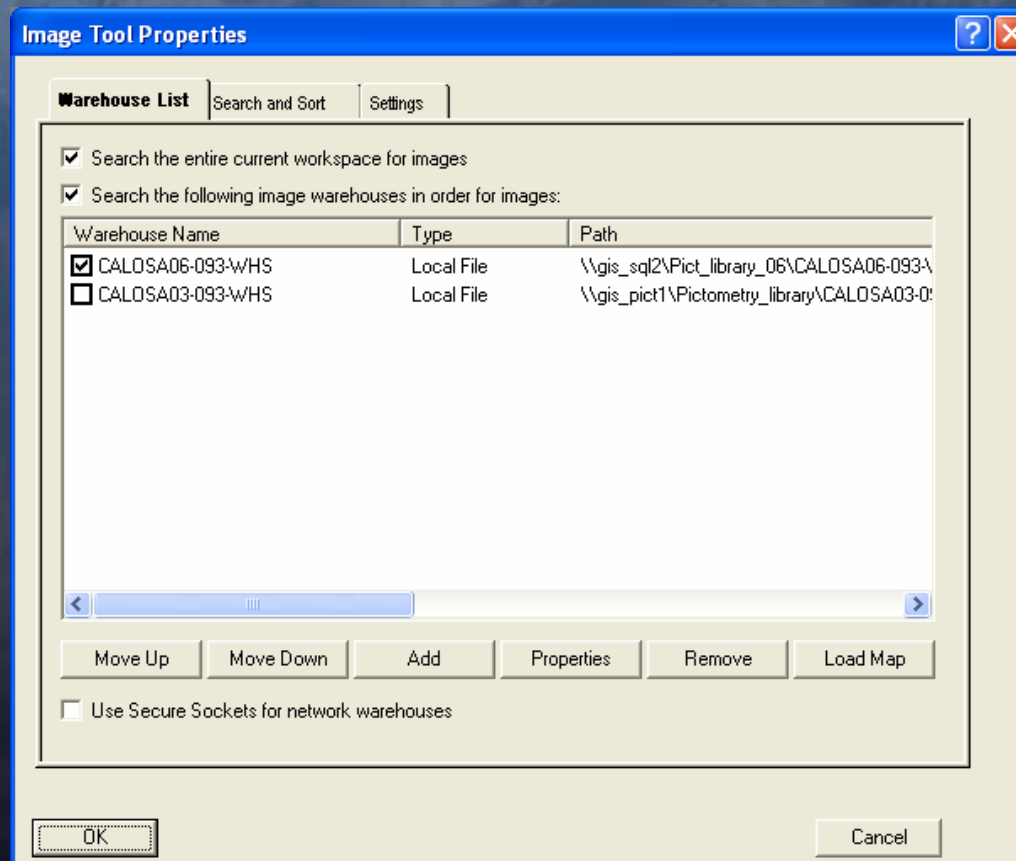 Image Tool Properties
Warehouse List Search and Sort Settings
Search the entire current workspace for images
Search the following image warehouses in order for images:
Warehouse Name Type Path
CALOSA06-093-WHS Local File \\gis_sql2\Pict_library_06\CALOSA06-093-\
CALOSA03-093-WHS Local File \\gis_pict1\Pictometry_library\CALOSA03-0
Move Up Move Down Add Properties Remove Load Map
Use Secure Sockets for network warehouses
OK Cancel